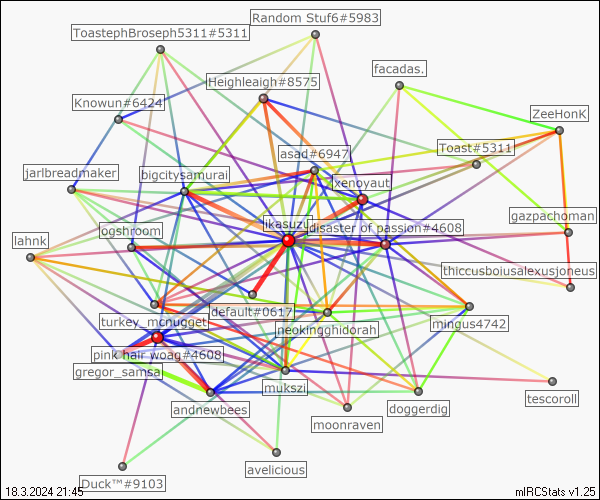 Random Stuf6#5983
ToastephBroseph5311#5311
facadas.
Heighleaigh#8575
Knowun#6424
ZeeHonK
Toast#5311
asad#6947
jarlbreadmaker
bigcitysamurai
xenoyaut
gazpachoman
ikasuzu
disaster of passion#4608
ogshroom
lahnk
thiccusboiusalexusjoneus
default#0617
turkey_mcnugget
neokingghidorah
mingus4742
pink hair woag#4608
gregor_samsa
mukszi
andnewbees
doggerdig
tescoroll
moonraven
avelicious
Duck™#9103
18.3.2024 21:45
mIRCStats v1.25